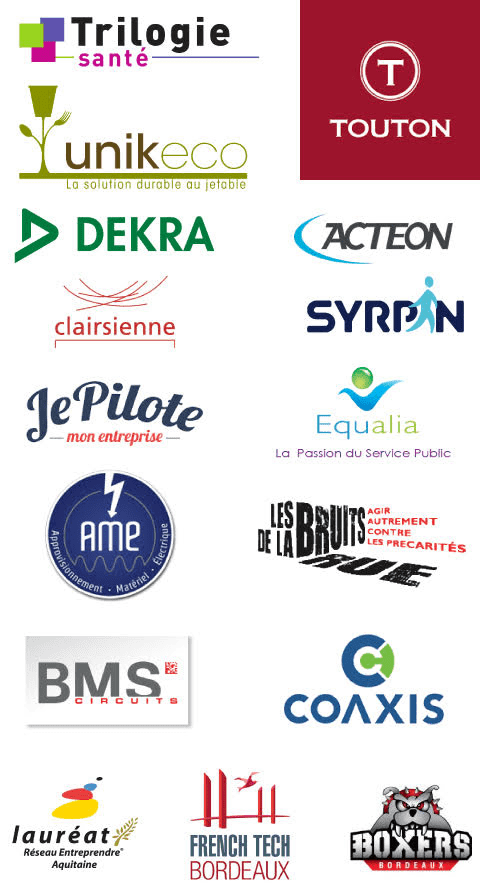 Trilogie
santé
T
TOUTON
unikeco
La solution durable au jetable
DEKRA
ACTEON
clairsienne
SYRPIN
Je Pilote
mon entreprise
Equalia
La Passion du Service Public
AME
Approvisionnement • Matériel • Electrique
LES BRUITS
DE LA RUE
AGIR
AUTREMENT
CONTRE
LES PRECARITÉS
BMS
CIRCUITS
COAXIS
lauréat
Réseau Entreprendre®
Aquitaine
FRENCH TECH
BORDEAUX
BOXERS
BORDEAUX